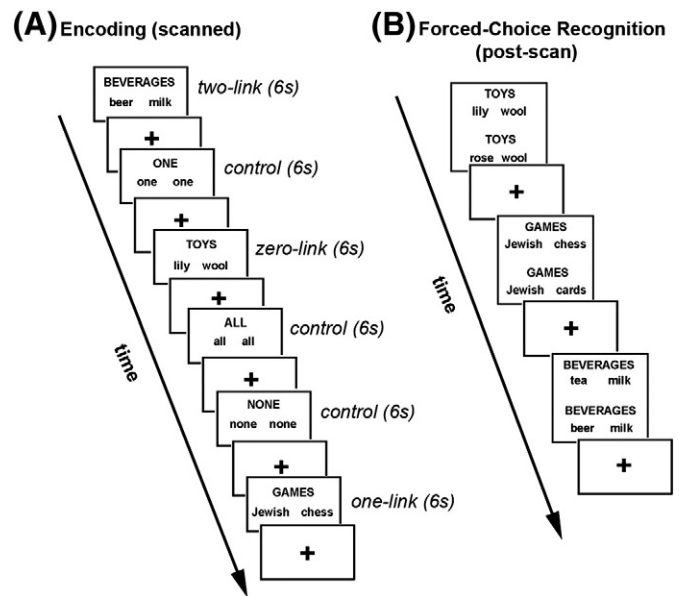 (A) Encoding (scanned)
BEVERAGES
beer milk
two-link (6s)
+
ONE
one one
control (6s)
+
TOYS
lily wool
zero-link (6s)
+
ALL
all all
control (6s)
+
NONE
none none
control (6s)
+
GAMES
Jewish chess
one-link (6s)
+
time
(B) Forced-Choice Recognition
(post-scan)
TOYS
lily wool
TOYS
rose wool
+
GAMES
Jewish chess
GAMES
Jewish cards
+
BEVERAGES
tea milk
BEVERAGES
beer milk
+
time